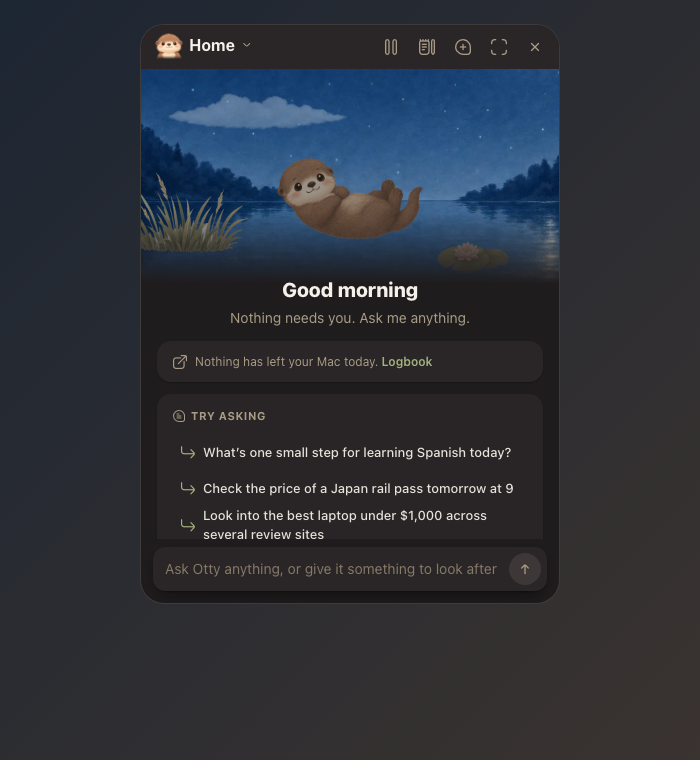 Home
Good morning
Nothing needs you. Ask me anything.
Nothing has left your Mac today. Logbook
TRY ASKING
What's one small step for learning Spanish today?
Check the price of a Japan rail pass tomorrow at 9
Look into the best laptop under $1,000 across
several review sites
Ask Otty anything, or give it something to look after